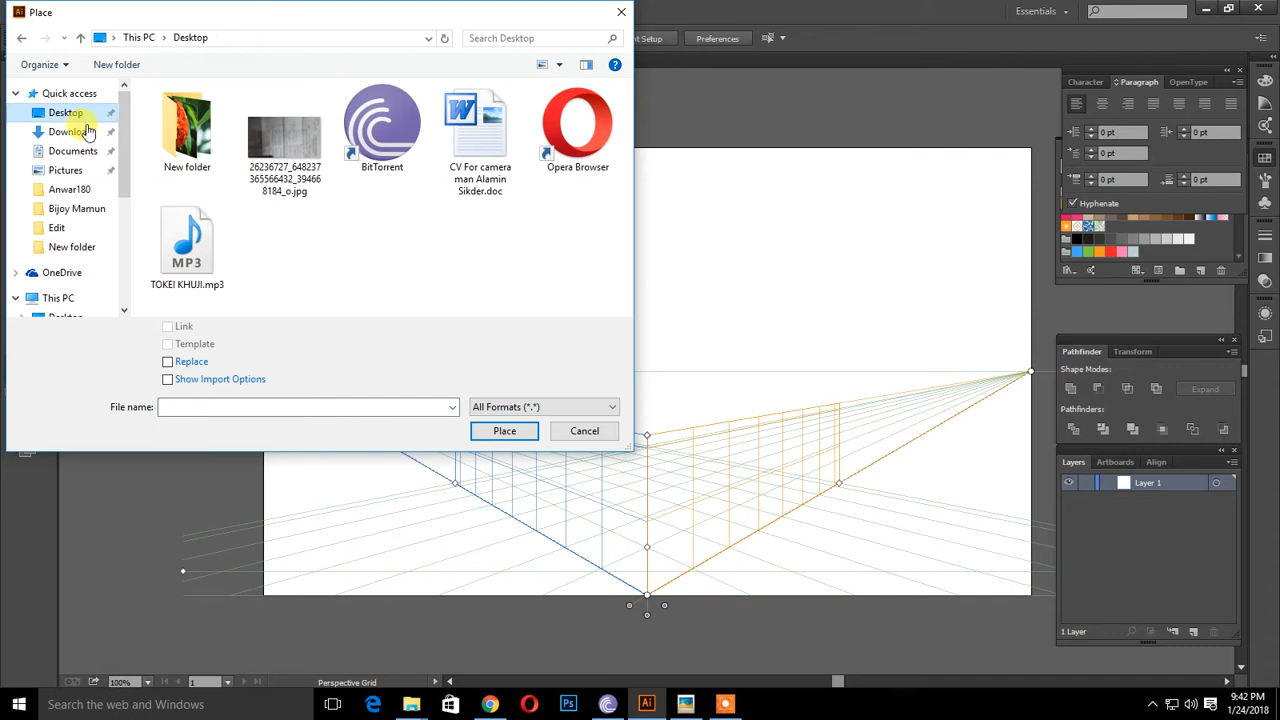 Place
Essentials
This PC
Desktop
Search Desktop
Organize
New folder
Quick access
Desktop
Documents
Pictures
Anwar180
Bijoy Mamun
Edit
New folder
OneDrive
This PC
New folder
26236727_648237
365566432_39466
8184_o.jpg
BitTorrent
CV For camera
man Alamin
Sikder.doc
Opera Browser
MP3
TOKEI KHUJI.mp3
Link
Template
Replace
Show Import Options
File name:
All Formats (*.*)
Place
Cancel
Preferences
Character
Paragraph
OpenType
0 pt
0 pt
0 pt
0 pt
0 pt
Hyphenate
Pathfinder
Transform
Shape Modes:
Expand
Pathfinders:
Layers
Artboards
Align
Layer 1
1 Layer
100%
1
Perspective Grid
Search the web and Windows
9:42 PM
1/24/2018